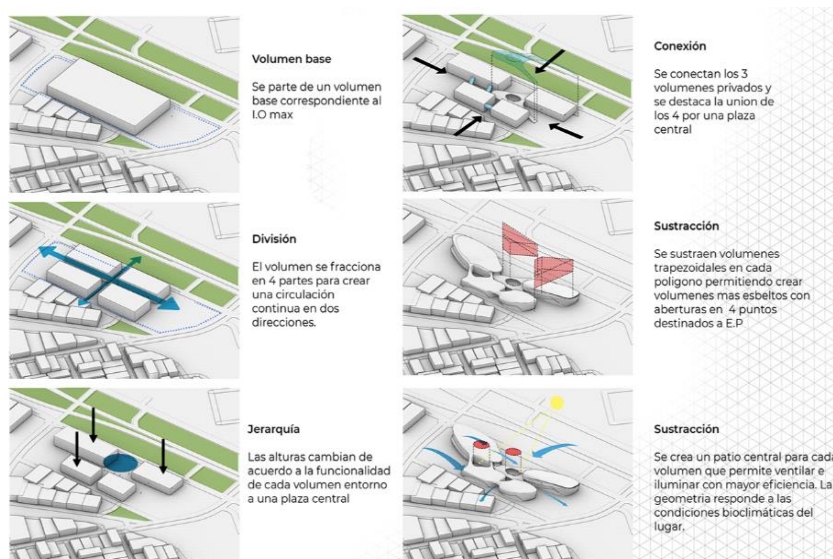 Volumen base
Se parte de un volumen
base correspondiente al
I.O max
División
El volumen se fracciona
en 4 partes para crear
una circulación
continua en dos
direcciones.
Jerarquía
Las alturas cambian de
acuerdo a la funcionalidad
de cada volumen entorno
a una plaza central
Conexión
Se conectan los 3
volumenes privados y
se destaca la union de
los 4 por una plaza
central
Sustracción
Se sustraen volumenes
trapezoidales en cada
poligono permitiendo crear
volumenes mas esbeltos con
aberturas en 4 puntos
destinados a E.P
Sustracción
Se crea un patio central para cada
volumen que permite ventilar e
iluminar con mayor eficiencia. La
geometria responde a las
condiciones bioclimáticas del
lugar.